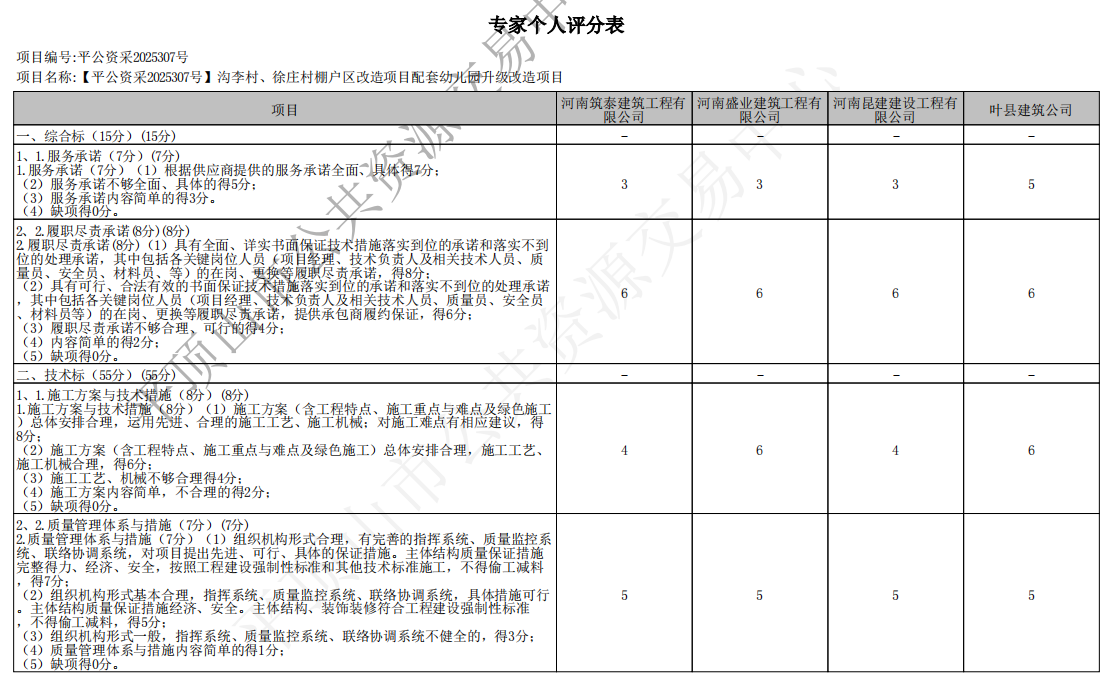 专家个人评分表
项目编号:平公资采2025307号
项目名称:【平公资采2025307号】沟李村、徐庄村棚户区改造项目配套幼儿园升级改造项目
项目 河南筑泰建筑工程有限公司 河南盛业建筑工程有限公司 河南昆建建设工程有限公司 叶县建筑公司
一、综合标（15分）(15分) － － － －
1、1.服务承诺（7分）(7分)
1.服务承诺（7分）（1）根据供应商提供的服务承诺全面、具体得7分;
（2）服务承诺不够全面、具体的得5分;
（3）服务承诺内容简单的得3分。
（4）缺项得0分。
3 3 3 5
2、2.履职尽责承诺(8分)(8分)
2.履职尽责承诺(8分)（1）具有全面、详实书面保证技术措施落实到位的承诺和落实不到
位的处理承诺，其中包括各关键岗位人员（项目经理、技术负责人及相关技术人员、质
量员、安全员、材料员、等）的在岗、更换等履职尽责承诺，得8分;
（2）具有可行、合法有效的书面保证技术措施落实到位的承诺和落实不到位的处理承诺
，其中包括各关键岗位人员（项目经理、技术负责人及相关技术人员、质量员、安全员
、材料员等）的在岗、更换等履职尽责承诺，提供承包商履约保证，得6分;
（3）履职尽责承诺不够合理、可行的得4分;
（4）内容简单的得2分;
（5）缺项得0分。
6 6 6 6
二、技术标（55分）(55分) － － － －
1、1.施工方案与技术措施（8分）(8分)
1.施工方案与技术措施（8分）（1）施工方案（含工程特点、施工重点与难点及绿色施工
）总体安排合理，运用先进、合理的施工工艺、施工机械; 对施工难点有相应建议，得
8分;
（2）施工方案（含工程特点、施工重点与难点及绿色施工）总体安排合理，施工工艺、
施工机械合理，得6分;
（3）施工工艺、机械不够合理得4分;
（4）施工方案内容简单，不合理的得2分;
（5）缺项得0分。
4 6 4 6
2、2.质量管理体系与措施（7分）(7分)
2.质量管理体系与措施（7分）（1）组织机构形式合理，有完善的指挥系统、质量监控系
统、联络协调系统，对项目提出先进、可行、具体的保证措施。主体结构质量保证措施
完整得力、经济、安全，按照工程建设强制性标准和其他技术标准施工，不得偷工减料
，得7分;
（2）组织机构形式基本合理，指挥系统、质量监控系统、联络协调系统，具体措施可行
。主体结构质量保证措施经济、安全。主体结构、装饰装修符合工程建设强制性标准
，不得偷工减料，得5分;
（3）组织机构形式一般，指挥系统、质量监控系统、联络协调系统不健全的，得3分;
（4）质量管理体系与措施内容简单的得1分;
（5）缺项得0分。
5 5 5 5
平顶山市公共资源交易中
平顶山市公共资源交易中心